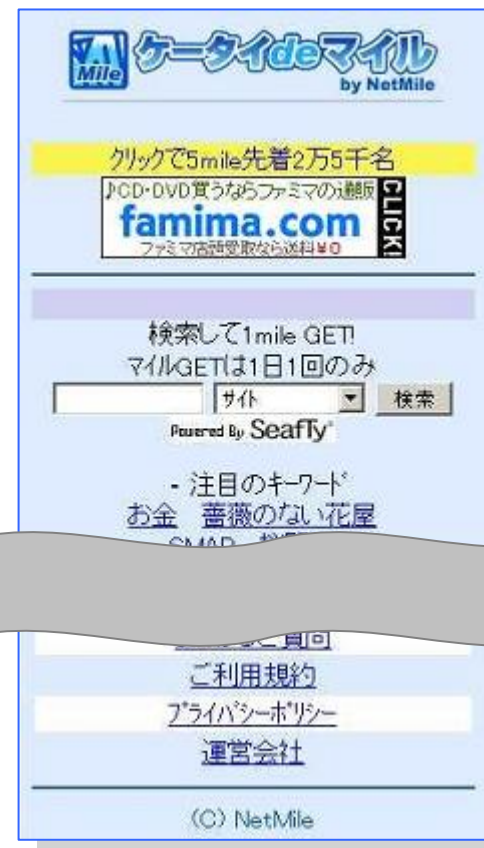 Mile ケータイdeマイル
by NetMile
クリックで5mile先着2万5千名
♪CD・DVD買うならファミマの通販
famima.com
ファミマ店頭受取なら送料¥0
CLICK!
検索して1mile GET!
マイルGETは1日1回のみ
サイト 検索
Powered By SeafTy
- 注目のキーワード
お金 薔薇のない花屋
SMAP
ご質問
ご利用規約
プライバシーポリシー
運営会社
(C) NetMile